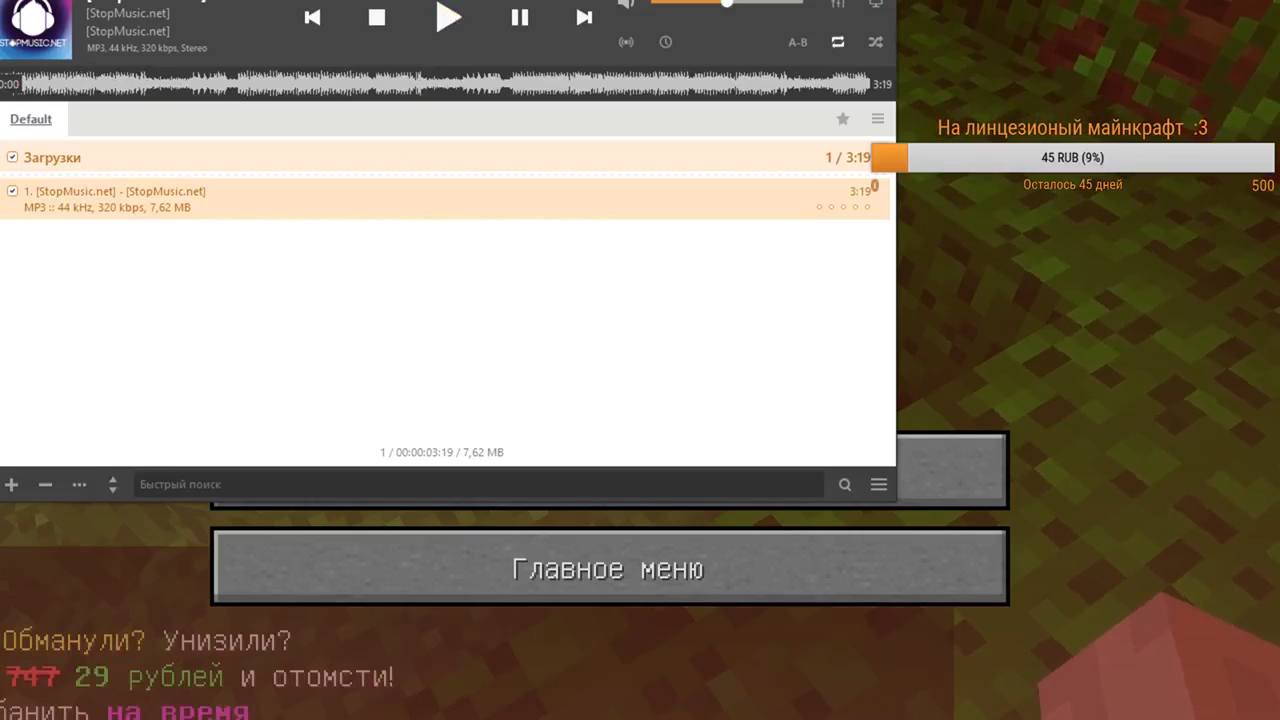 [StopMusic.net]
[StopMusic.net]
MP3, 44 kHz, 320 kbps, Stereo
STOPMUSIC.NET
A-B
3:19
Default
Загрузки
1 / 3:19
1. [StopMusic.net] - [StopMusic.net]
3:19
MP3 :: 44 kHz, 320 kbps, 7,62 MB
1 / 00:00:03:19 / 7,62 MB
Быстрый поиск
На линцезионый майнкрафт :3
45 RUB (9%)
0
Осталось 45 дней
500
Главное меню
Обманули? Унизили?
747 29 рублей и отомсти!
банить на время